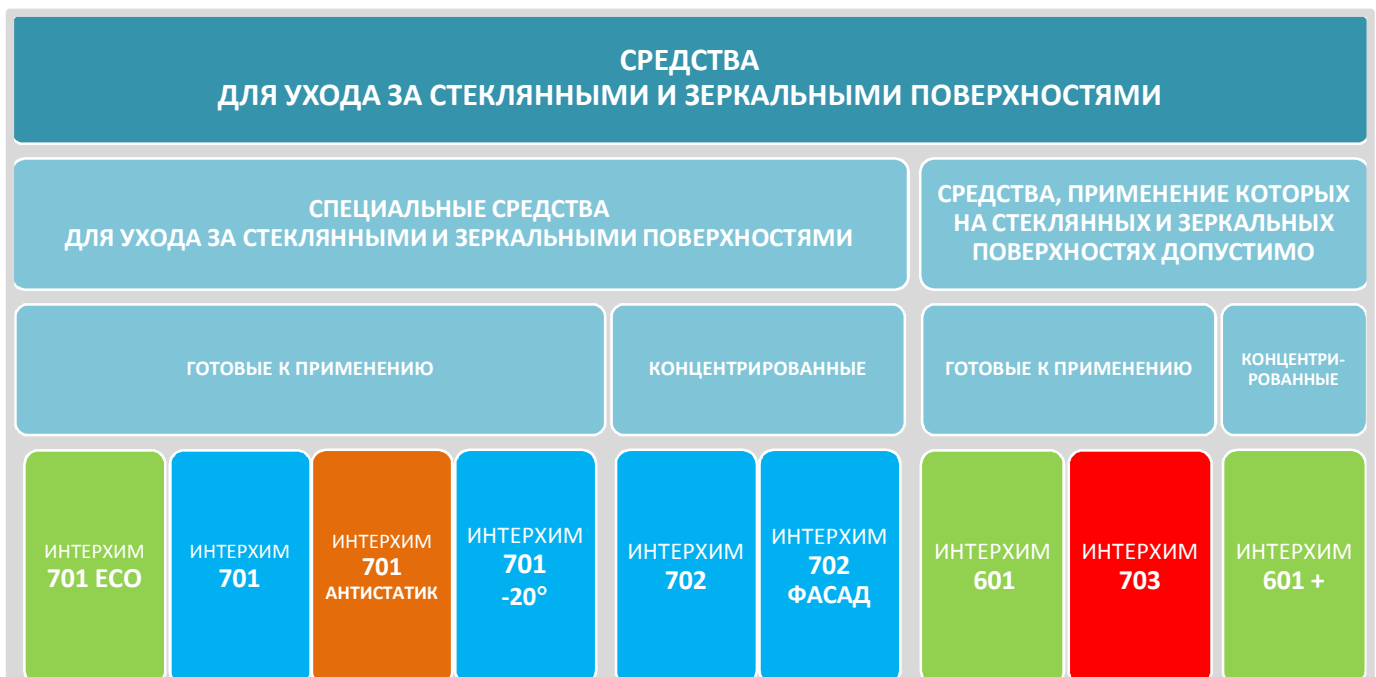 СРЕДСТВА
ДЛЯ УХОДА ЗА СТЕКЛЯННЫМИ И ЗЕРКАЛЬНЫМИ ПОВЕРХНОСТЯМИ
СПЕЦИАЛЬНЫЕ СРЕДСТВА
ДЛЯ УХОДА ЗА СТЕКЛЯННЫМИ И ЗЕРКАЛЬНЫМИ ПОВЕРХНОСТЯМИ
СРЕДСТВА, ПРИМЕНЕНИЕ КОТОРЫХ
НА СТЕКЛЯННЫХ И ЗЕРКАЛЬНЫХ
ПОВЕРХНОСТЯХ ДОПУСТИМО
ГОТОВЫЕ К ПРИМЕНЕНИЮ
КОНЦЕНТРИРОВАННЫЕ
ГОТОВЫЕ К ПРИМЕНЕНИЮ
КОНЦЕНТРИ-
РОВАННЫЕ
ИНТЕРХИМ
701 ECO
ИНТЕРХИМ
701
ИНТЕРХИМ
701
АНТИСТАТИК
ИНТЕРХИМ
701
-20°
ИНТЕРХИМ
702
ИНТЕРХИМ
702
ФАСАД
ИНТЕРХИМ
601
ИНТЕРХИМ
703
ИНТЕРХИМ
601 +